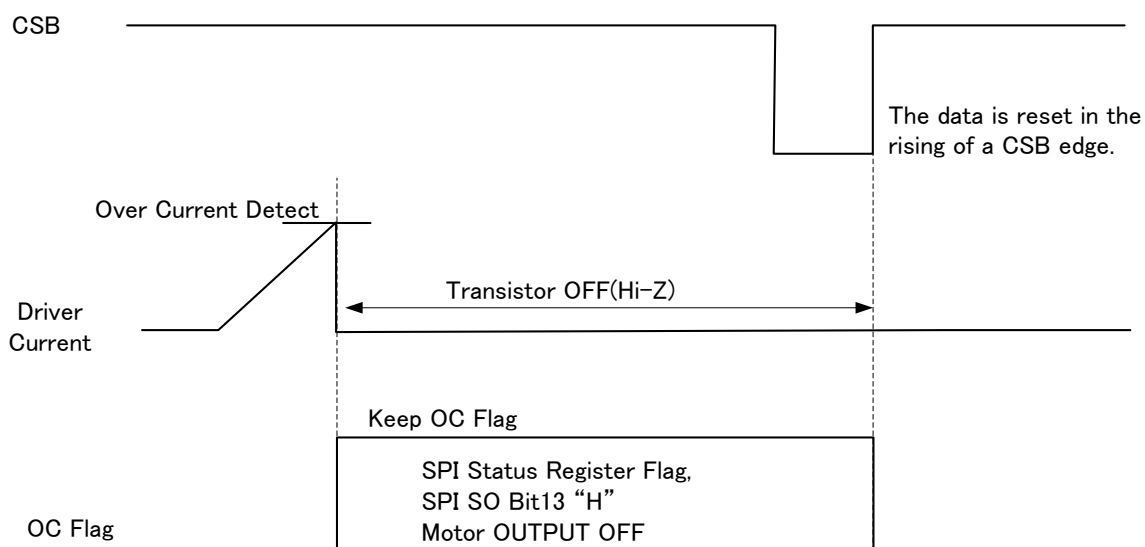 CSB
The data is reset in the
rising of a CSB edge.
Over Current Detect
Transistor OFF(Hi-Z)
Driver
Current
Keep OC Flag
SPI Status Register Flag,
SPI SO Bit13 “H”
Motor OUTPUT OFF
OC Flag